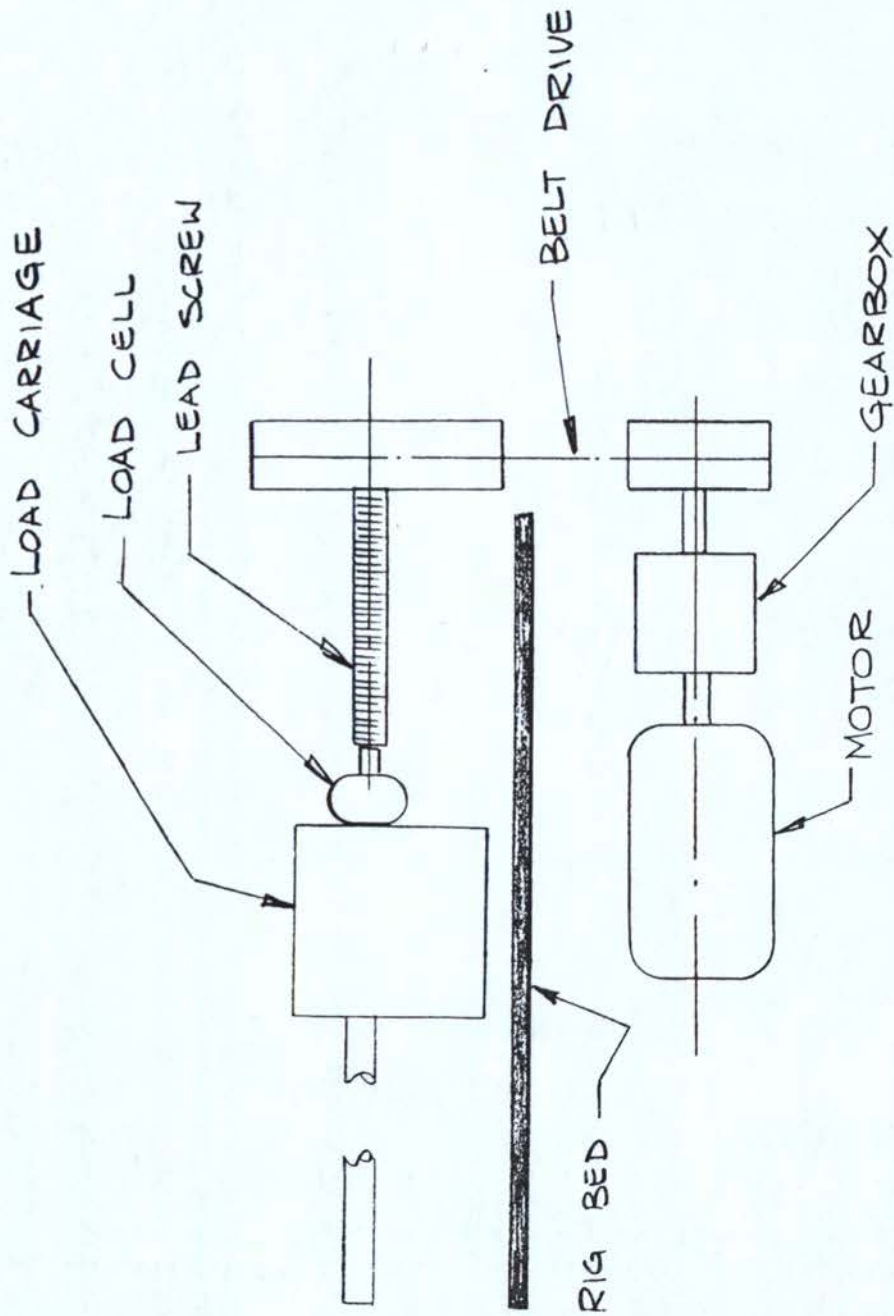 LOAD CARRIAGE
LOAD CELL
LEAD SCREW
BELT DRIVE
RIG BED
MOTOR
GEARBOX